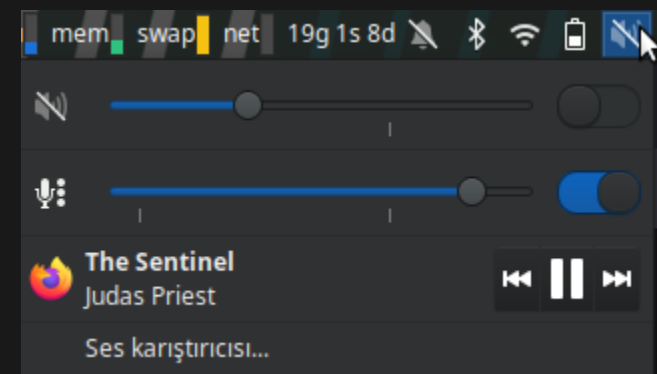 mem swap net 19g 1s 8d
The Sentinel
Judas Priest
Ses karıştırıcısı...